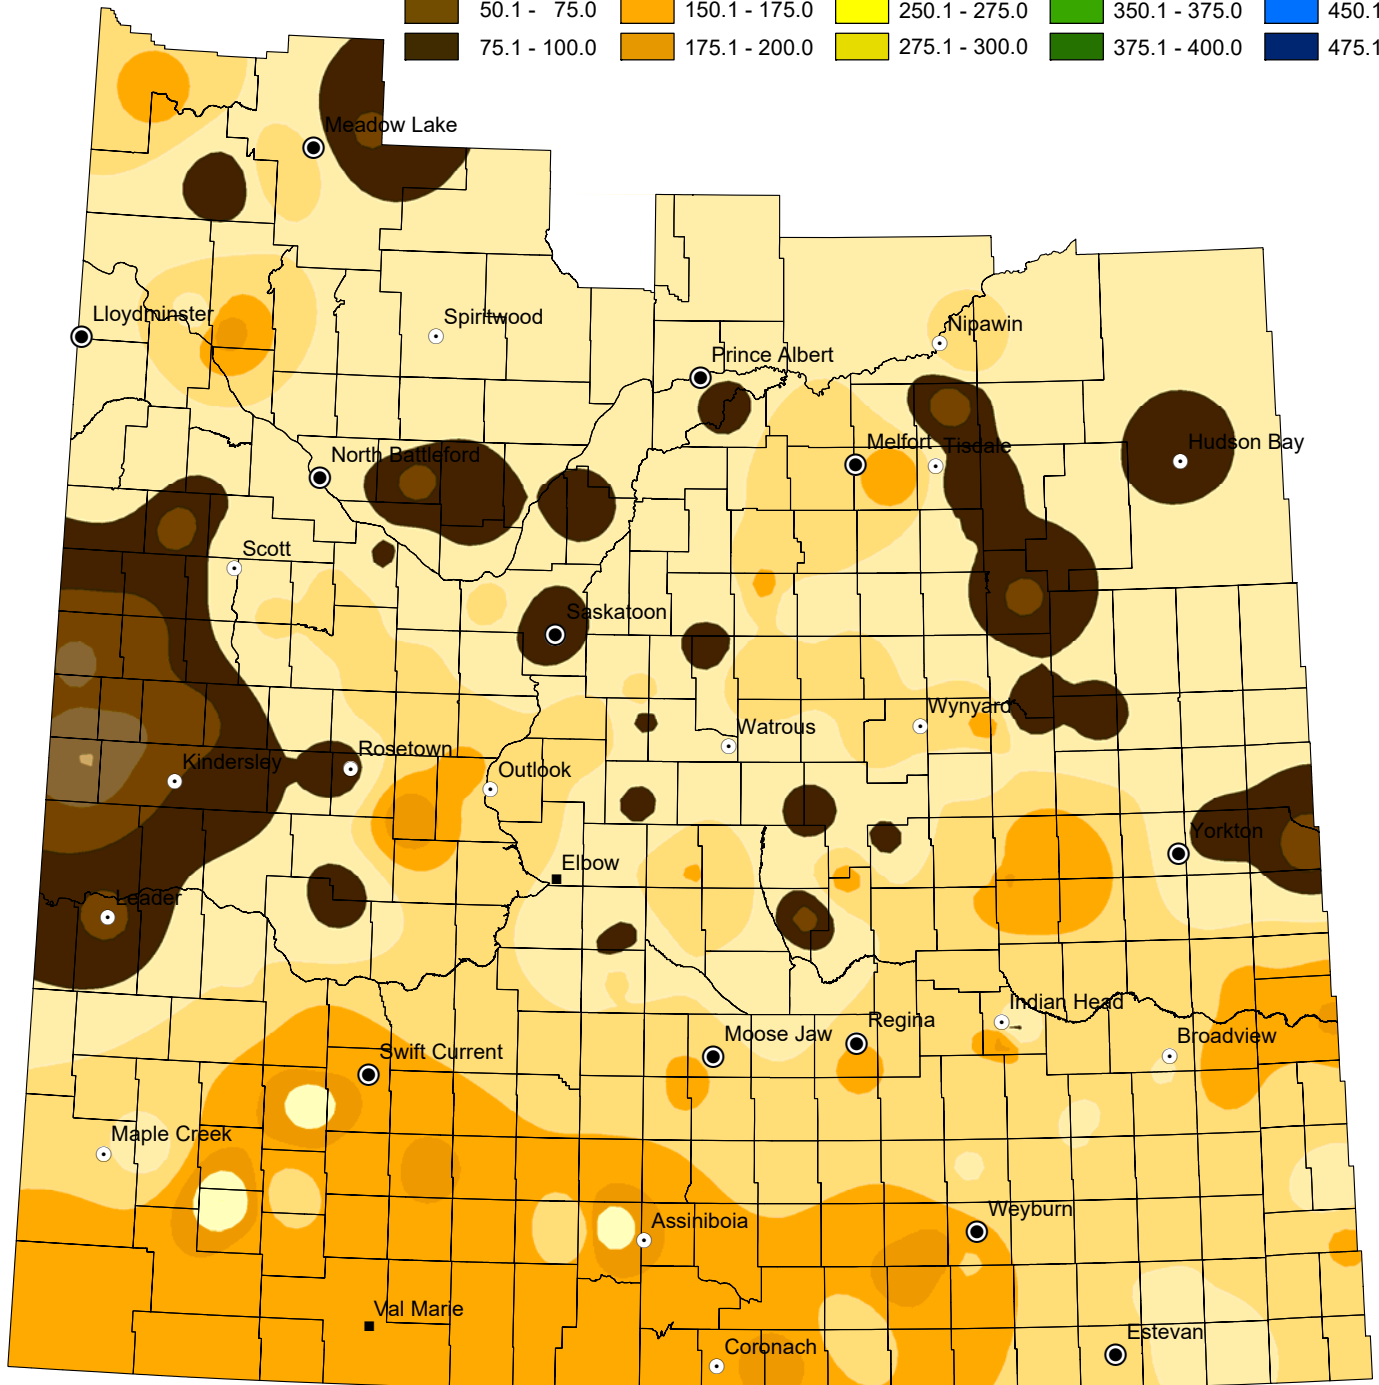 50.1 - 75.0 150.1 - 175.0 250.1 - 275.0 350.1 - 375.0 450.1
75.1 - 100.0 175.1 - 200.0 275.1 - 300.0 375.1 - 400.0 475.1
Meadow Lake
Lloydminster
Spiritwood
Nipawin
Prince Albert
North Battleford
Melfort
Tisdale
Hudson Bay
Scott
Saskatoon
Wynyard
Watrous
Rosetown
Kindersley
Outlook
Yorkton
Elbow
Leader
Indian Head
Regina
Moose Jaw
Broadview
Swift Current
Maple Creek
Weyburn
Assiniboia
Val Marie
Estevan
Coronach